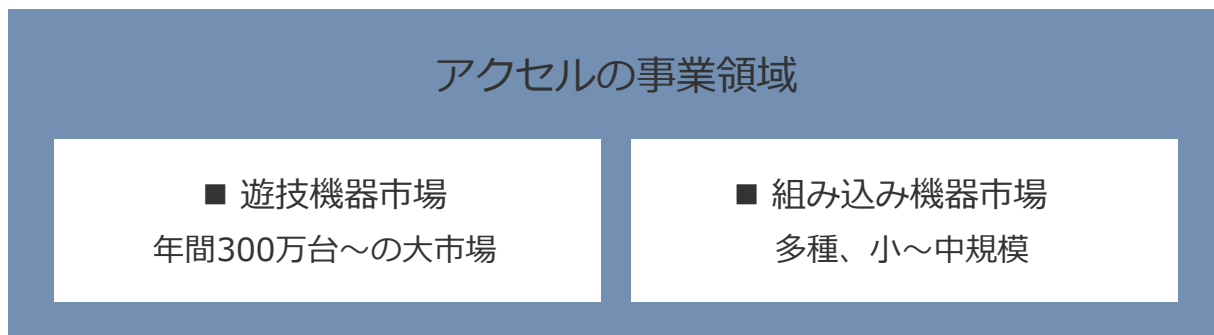 アクセルの事業領域
■ 遊技機器市場
年間300万台～の大市場
■ 組み込み機器市場
多種、小～中規模